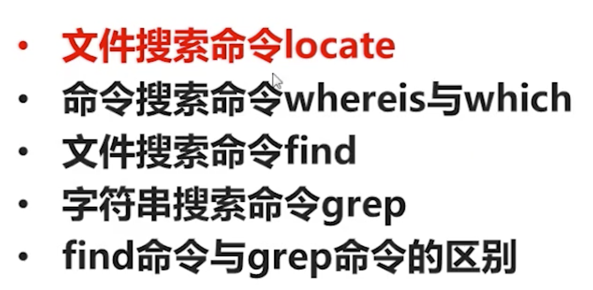 • 文件搜索命令locate
• 命令搜索命令whereis与which
• 文件搜索命令find
• 字符串搜索命令grep
• find命令与grep命令的区别